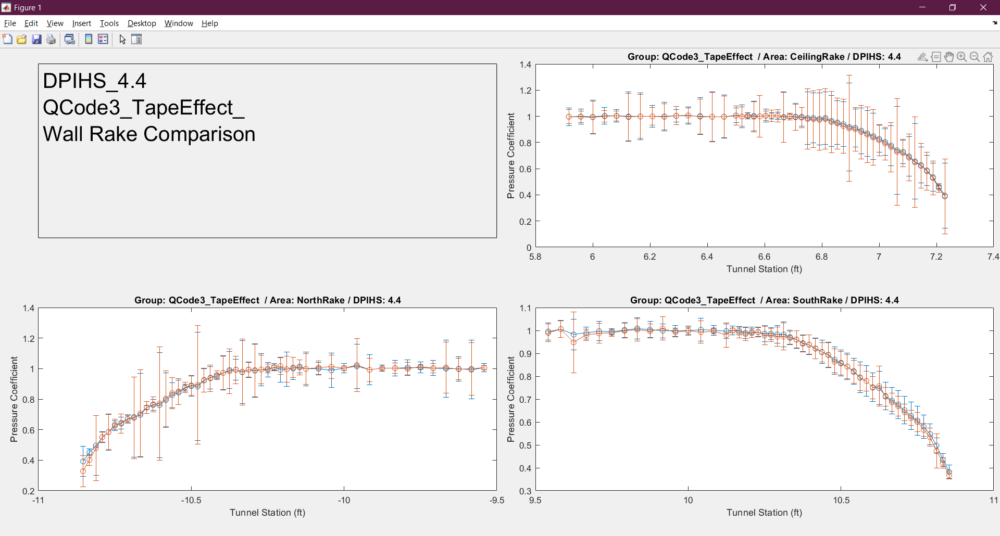 Figure 1
File Edit View Insert Tools Desktop Window Help
DPIHS_4.4
QCode3_TapeEffect_
Wall Rake Comparison
Group: QCode3_TapeEffect / Area: CeilingRake / DPIHS: 4.4
Pressure Coefficient
1.4
1.2
1
0.8
0.6
0.4
0.2
0
5.8 6 6.2 6.4 6.6 6.8 7 7.2 7.4
Tunnel Station (ft)
Group: QCode3_TapeEffect / Area: NorthRake / DPIHS: 4.4
Pressure Coefficient
1.4
1.2
1
0.8
0.6
0.4
0.2
-11 -10.5 -10 -9.5
Tunnel Station (ft)
Group: QCode3_TapeEffect / Area: SouthRake / DPIHS: 4.4
Pressure Coefficient
1.1
1
0.9
0.8
0.7
0.6
0.5
0.4
0.3
9.5 10 10.5 11
Tunnel Station (ft)